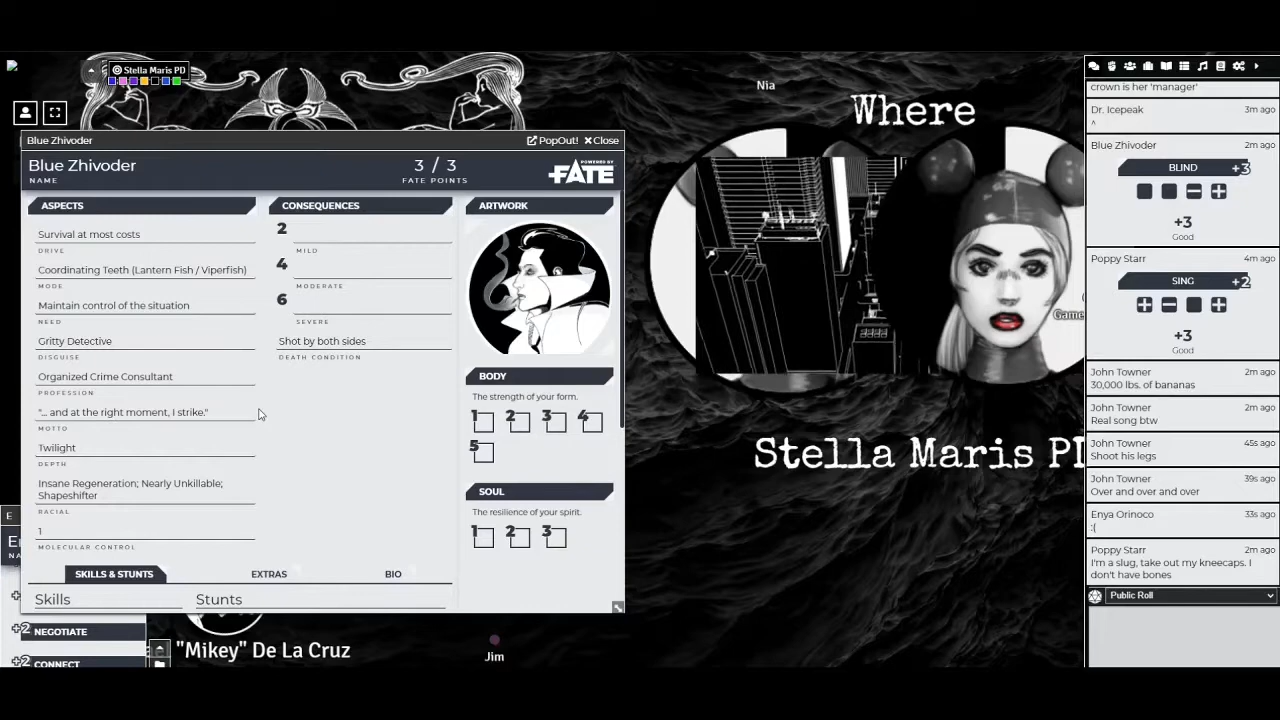 Stella Maris PD
Nia
Where
Blue Zhivoder
PopOut!
Close
Blue Zhivoder
NAME
3 / 3
FATE POINTS
POWERED BY
FATE
ASPECTS
Survival at most costs
DRIVE
Coordinating Teeth (Lantern Fish / Viperfish)
MODE
Maintain control of the situation
NEED
Gritty Detective
DISGUISE
Organized Crime Consultant
PROFESSION
"... and at the right moment, I strike."
MOTTO
Twilight
DEPTH
Insane Regeneration; Nearly Unkillable;
Shapeshifter
RACIAL
1
MOLECULAR CONTROL
CONSEQUENCES
2
MILD
4
MODERATE
6
SEVERE
Shot by both sides
DEATH CONDITION
ARTWORK
BODY
The strength of your form.
1 2 3 4
5
SOUL
The resilience of your spirit.
1 2 3
SKILLS & STUNTS
EXTRAS
BIO
Skills
Stunts
E
+2 NEGOTIATE
+2 CONNECT
"Mikey" De La Cruz
Jim
Game
Stella Maris PD
crown is her 'manager'
Dr. Icepeak
3m ago
^
Blue Zhivoder
2m ago
BLIND
+3
+3
Good
Poppy Starr
4m ago
SING
+2
+3
Good
John Towner
2m ago
30,000 lbs. of bananas
John Towner
2m ago
Real song btw
John Towner
45s ago
Shoot his legs
John Towner
39s ago
Over and over and over
Enya Orinoco
33s ago
:(
Poppy Starr
2m ago
I'm a slug, take out my kneecaps. I
don't have bones
Public Roll